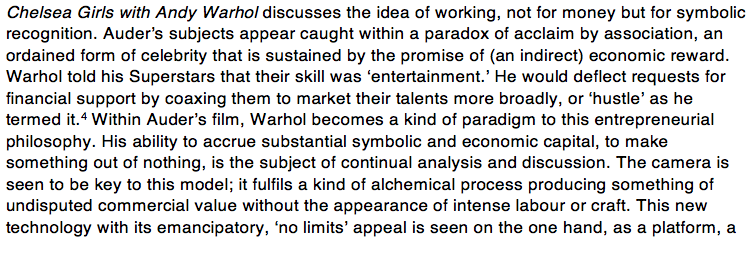 Chelsea Girls with Andy Warhol discusses the idea of working, not for money but for symbolic
recognition. Auder's subjects appear caught within a paradox of acclaim by association, an
ordained form of celebrity that is sustained by the promise of (an indirect) economic reward.
Warhol told his Superstars that their skill was ‘entertainment.’ He would deflect requests for
financial support by coaxing them to market their talents more broadly, or ‘hustle’ as he
termed it.⁴ Within Auder's film, Warhol becomes a kind of paradigm to this entrepreneurial
philosophy. His ability to accrue substantial symbolic and economic capital, to make
something out of nothing, is the subject of continual analysis and discussion. The camera is
seen to be key to this model; it fulfils a kind of alchemical process producing something of
undisputed commercial value without the appearance of intense labour or craft. This new
technology with its emancipatory, ‘no limits’ appeal is seen on the one hand, as a platform, a